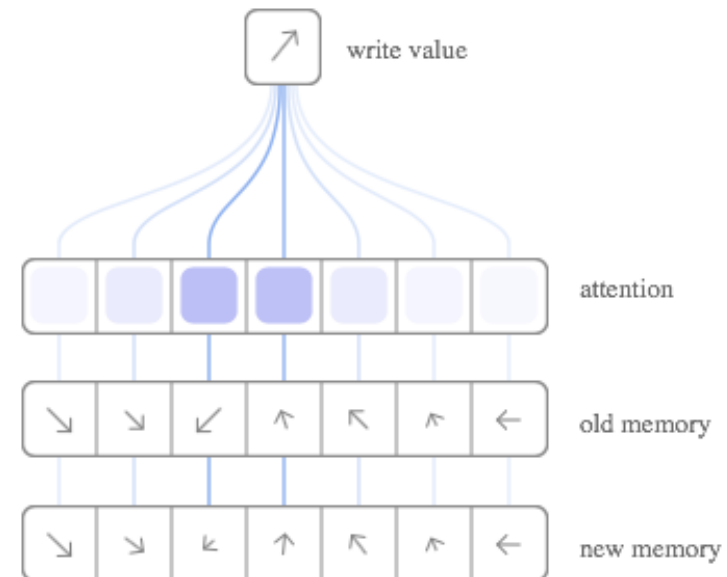 write value
attention
old memory
new memory